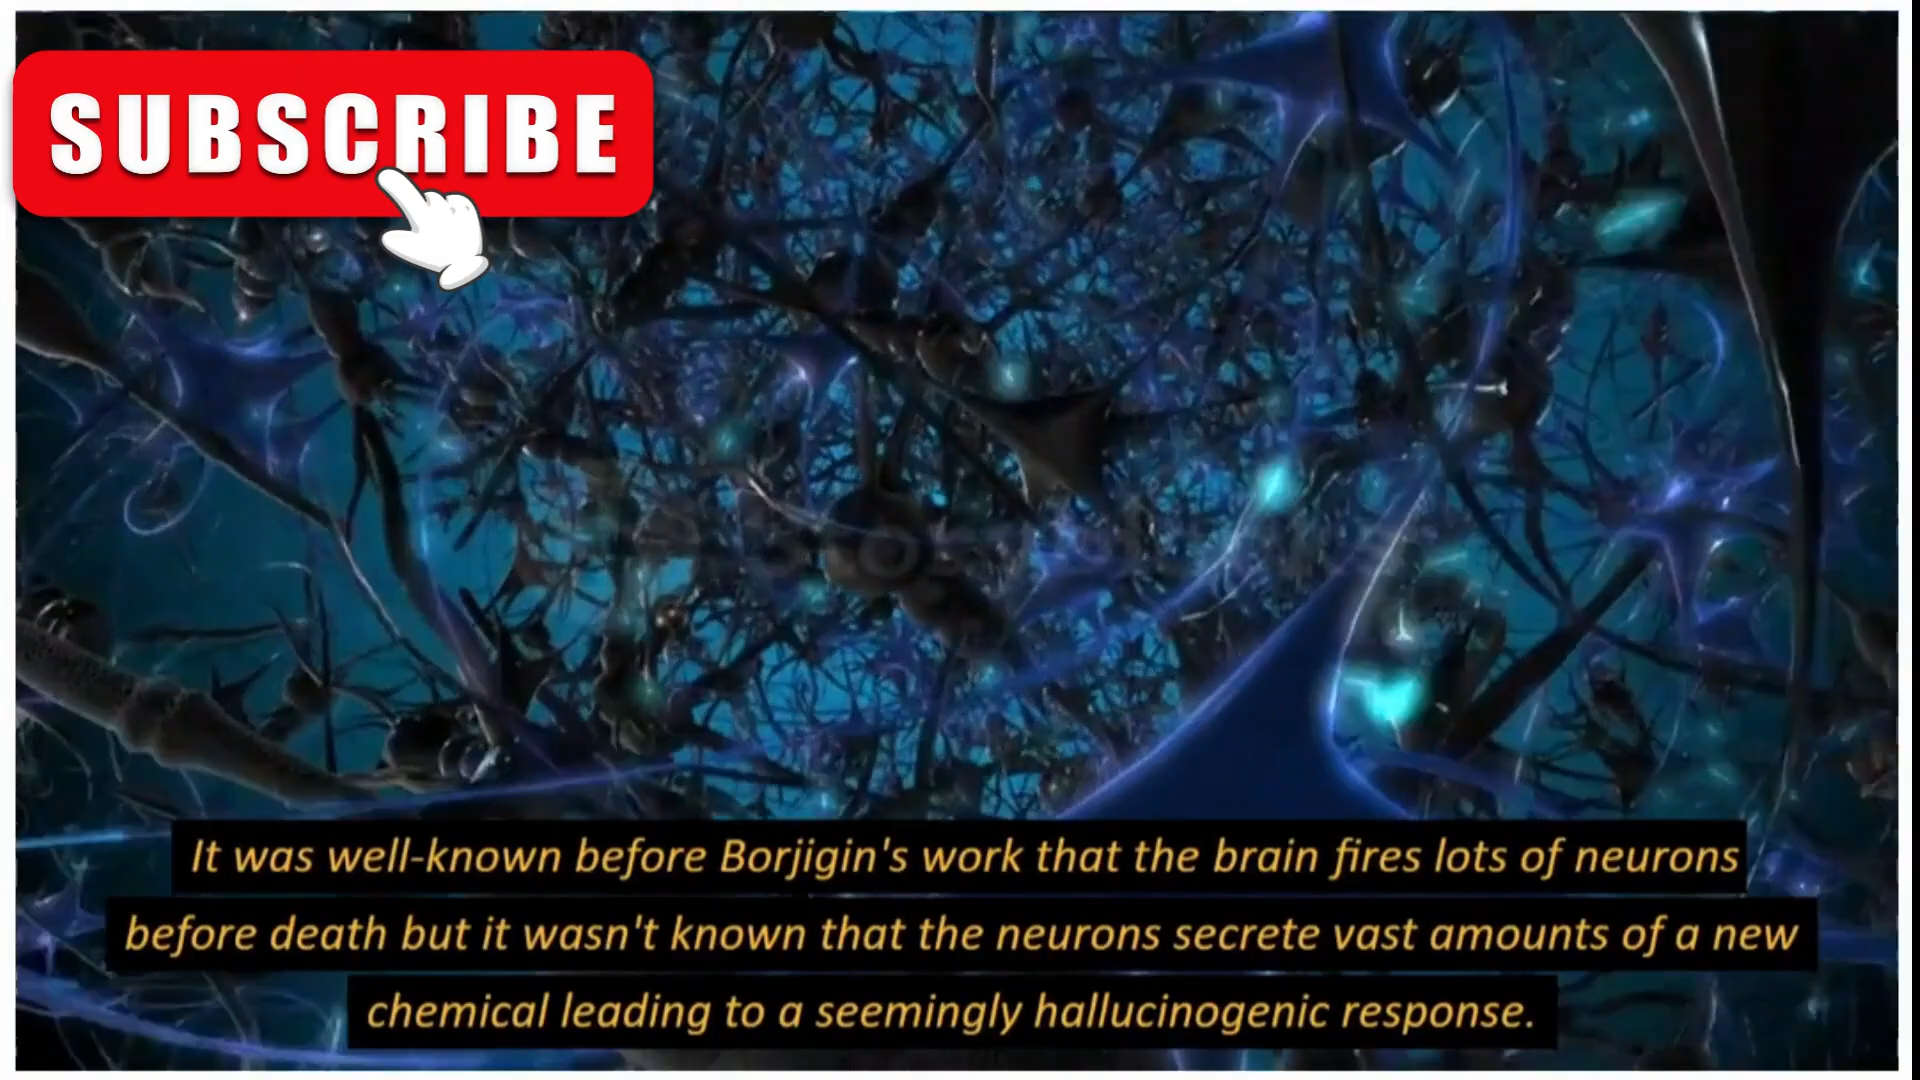 SUBSCRIBE
It was well-known before Borjigin's work that the brain fires lots of neurons
before death but it wasn't known that the neurons secrete vast amounts of a new
chemical leading to a seemingly hallucinogenic response.